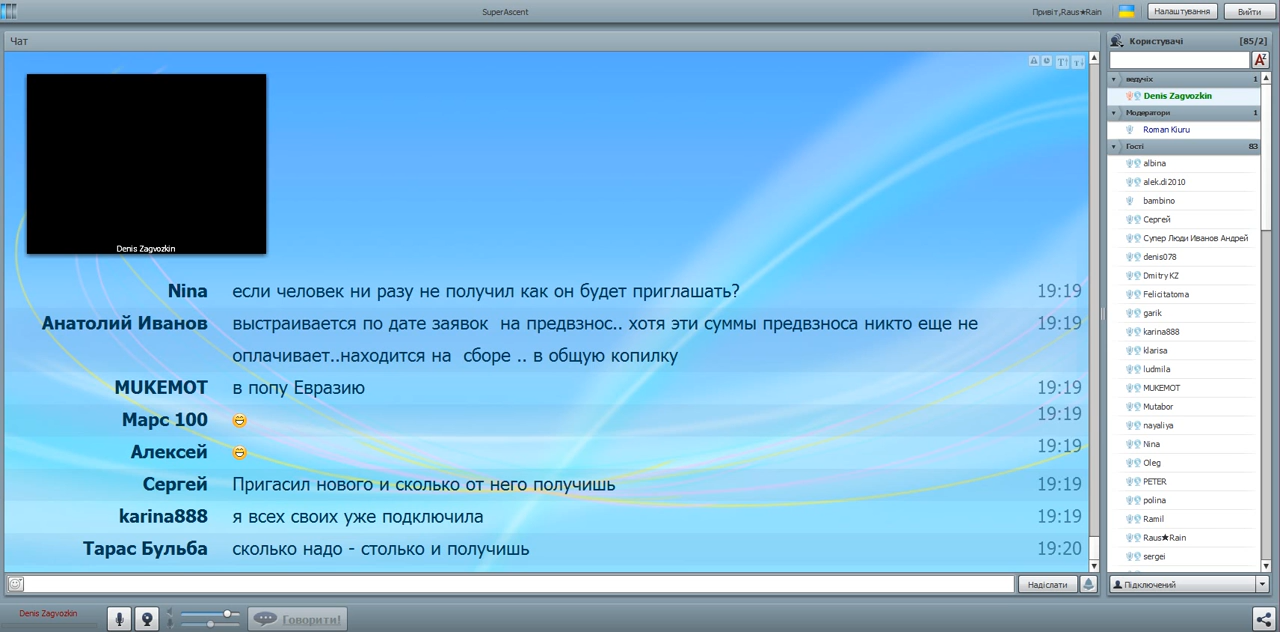 SuperAscent
Привіт,Raus★Rain
Налаштування
Вийти
Чат
Denis Zagvozkin
Nina если человек ни разу не получил как он будет приглашать? 19:19
Анатолий Иванов выстраивается по дате заявок на предвзнос.. хотя эти суммы предвзноса никто еще не 19:19
оплачивает..находится на сборе .. в общую копилку
MUKEMOT в попу Евразию 19:19
Марс 100 19:19
Алексей 19:19
Сергей Пригасил нового и сколько от него получишь 19:19
karina888 я всех своих уже подключила 19:19
Тарас Бульба сколько надо - столько и получишь 19:20
Надіслати
Denis Zagvozkin
Говорити!
Користувачі [85/2]
ведучіх 1
Denis Zagvozkin
Модератори 1
Roman Kiuru
Гості 83
albina
alek.di2010
bambino
Сергей
Супер Люди Иванов Андрей
denis078
Dmitry KZ
Felicitatoma
garik
karina888
klarisa
ludmila
MUKEMOT
Mutabor
nayaliya
Nina
Oleg
PETER
polina
Ramil
Raus★Rain
sergei
Підключений